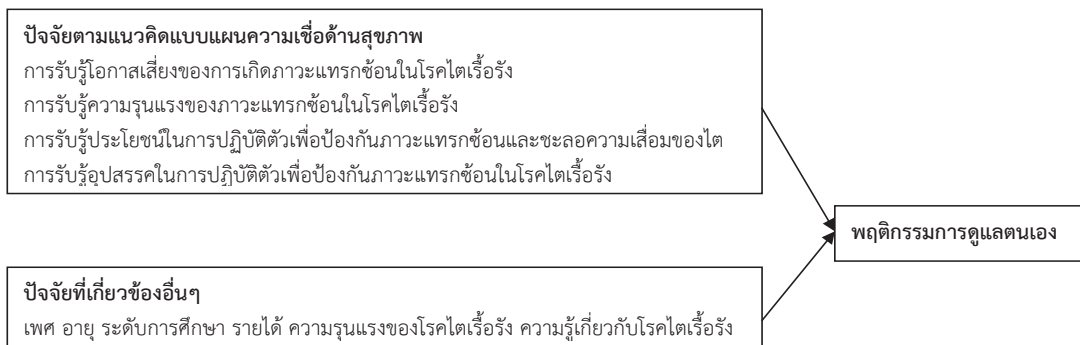 ปัจจัยตามแนวคิดแบบแผนความเชื่อด้านสุขภาพ
การรับรู้โอกาสเสี่ยงของการเกิดภาวะแทรกซ้อนในโรคไตเรื้อรัง
การรับรู้ความรุนแรงของภาวะแทรกซ้อนในโรคไตเรื้อรัง
การรับรู้ประโยชน์ในการปฏิบัติตัวเพื่อป้องกันภาวะแทรกซ้อนและชะลอความเสื่อมของไต
การรับรู้อุปสรรคในการปฏิบัติตัวเพื่อป้องกันภาวะแทรกซ้อนในโรคไตเรื้อรัง
พฤติกรรมการดูแลตนเอง
ปัจจัยที่เกี่ยวข้องอื่นๆ
เพศ อายุ ระดับการศึกษา รายได้ ความรุนแรงของโรคไตเรื้อรัง ความรู้เกี่ยวกับโรคไตเรื้อรัง